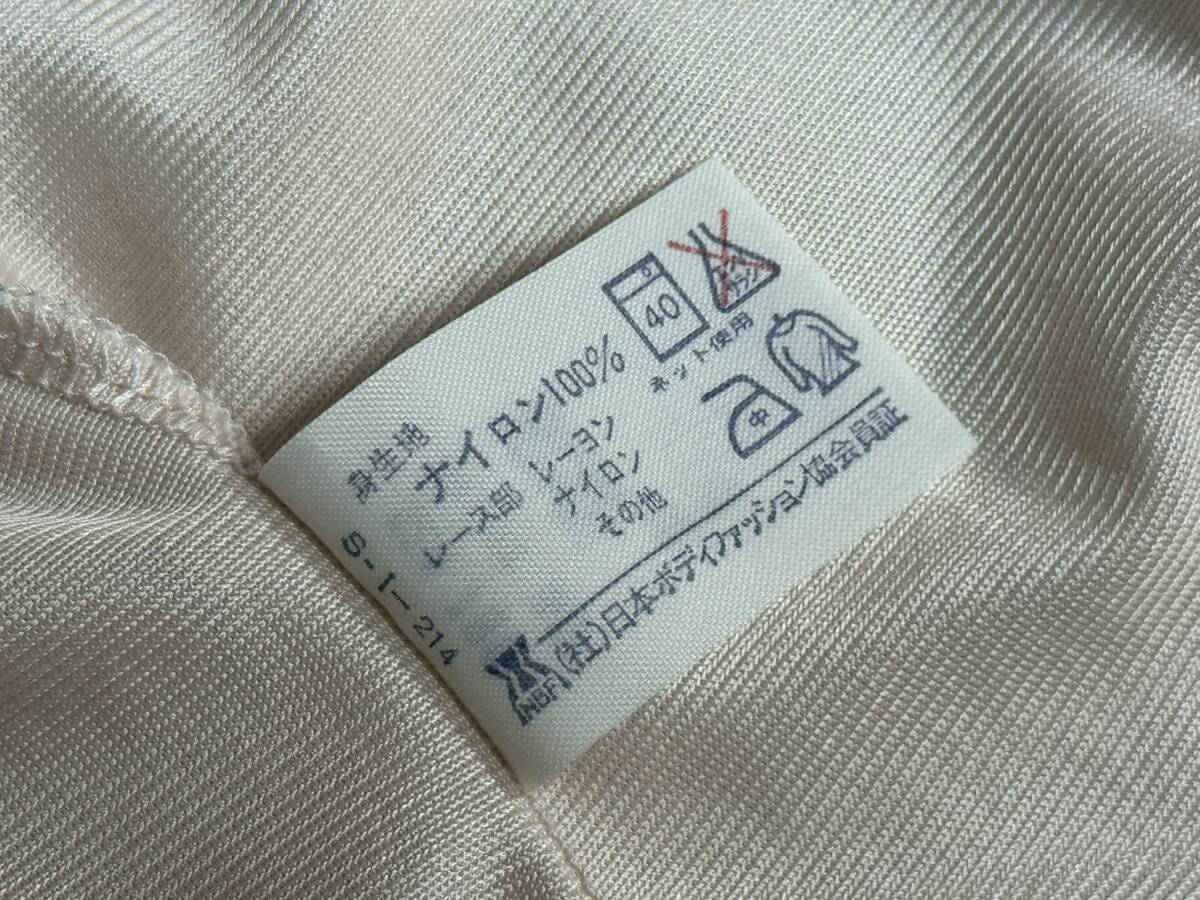 身生地
ナイロン100%
レース部 レーヨン
ナイロン
その他
40
ネット使用
中
(社)日本ボディファッション協会員証
NBF
S-1-214